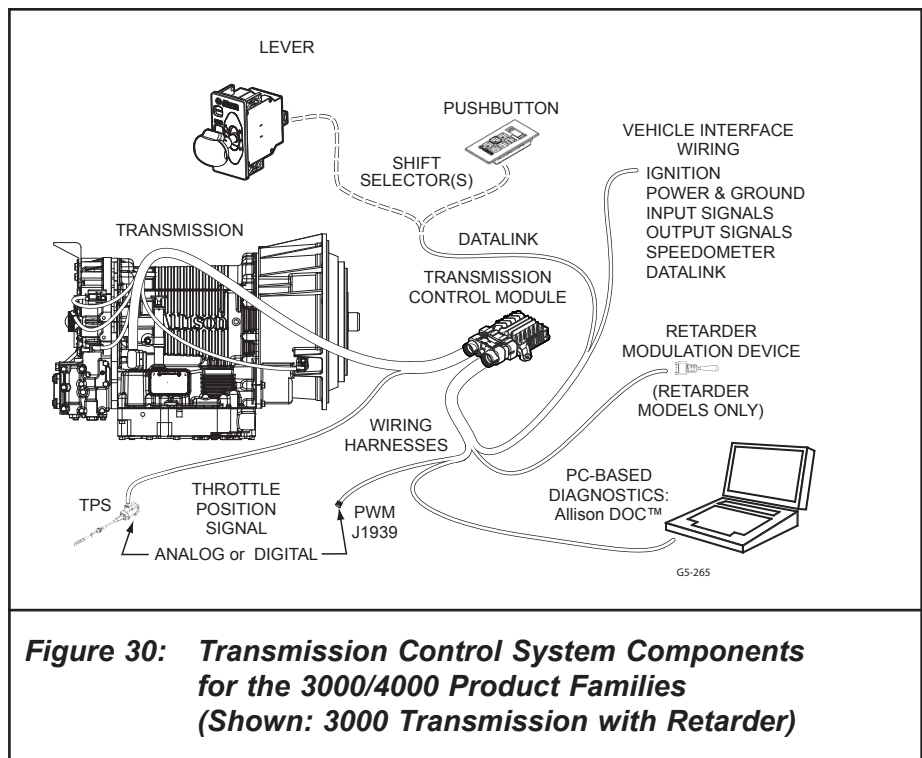 LEVER
PUSHBUTTON
VEHICLE INTERFACE
WIRING
IGNITION
POWER & GROUND
INPUT SIGNALS
OUTPUT SIGNALS
SPEEDOMETER
DATALINK
SHIFT
SELECTOR(S)
TRANSMISSION
DATALINK
TRANSMISSION
CONTROL MODULE
RETARDER
MODULATION DEVICE
(RETARDER
MODELS ONLY)
WIRING
HARNESSES
PC-BASED
DIAGNOSTICS:
Allison DOC™
TPS
THROTTLE
POSITION
SIGNAL
PWM
J1939
ANALOG or DIGITAL
G5-265
Figure 30: Transmission Control System Components
for the 3000/4000 Product Families
(Shown: 3000 Transmission with Retarder)